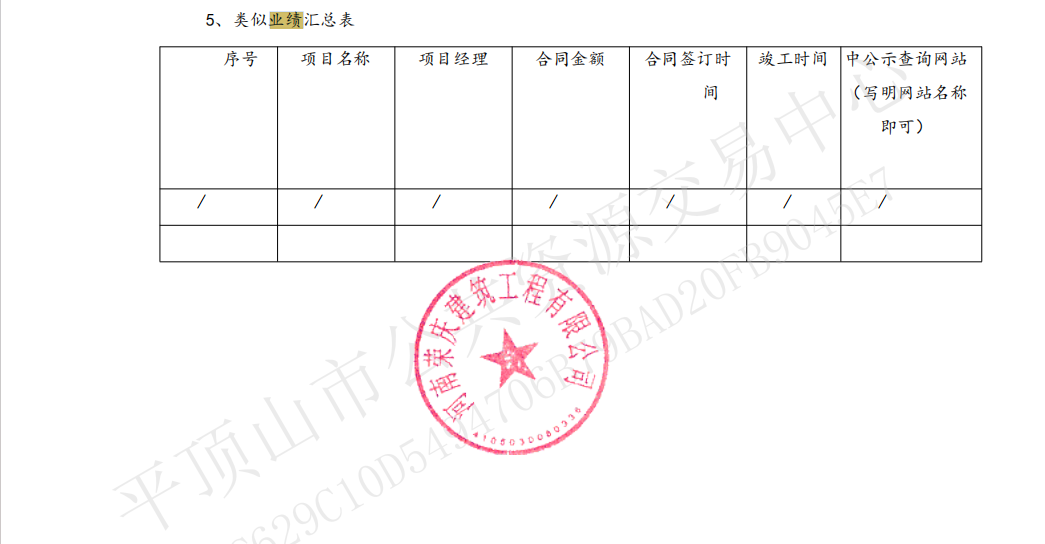 5、类似业绩汇总表
序号 项目名称 项目经理 合同金额 合同签订时间 竣工时间 中公示查询网站（写明网站名称即可）
/ / / / / / /
河南荣庆建筑工程有限公司
平顶山市公共资源交易中心